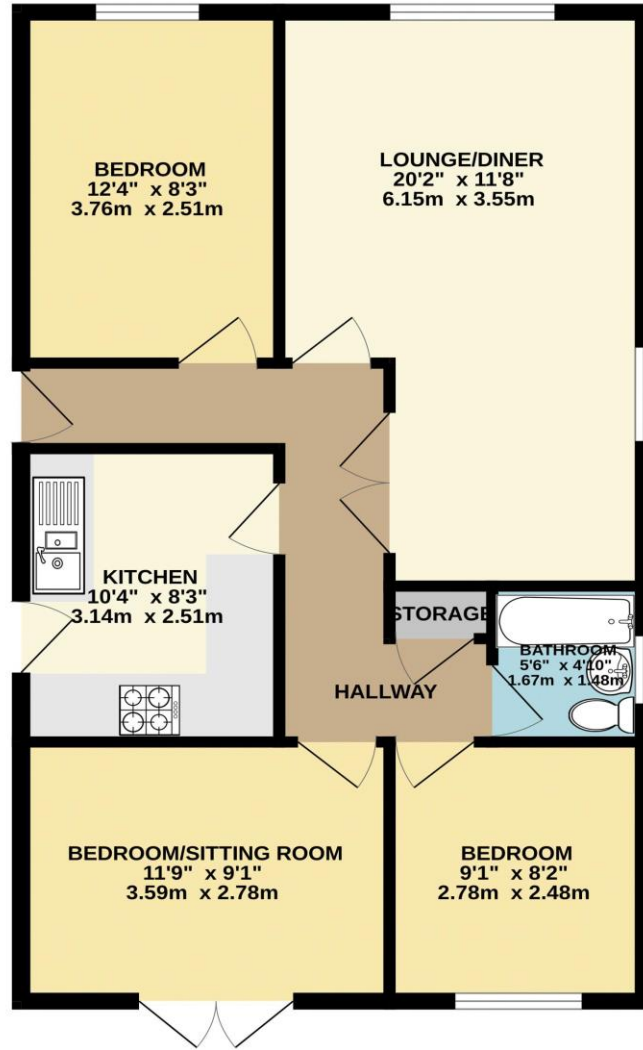 BEDROOM
12'4" x 8'3"
3.76m x 2.51m
LOUNGE/DINER
20'2" x 11'8"
6.15m x 3.55m
KITCHEN
10'4" x 8'3"
3.14m x 2.51m
STORAGE
BATHROOM
5'6" x 4'10"
1.67m x 1.48m
HALLWAY
BEDROOM/SITTING ROOM
11'9" x 9'1"
3.59m x 2.78m
BEDROOM
9'1" x 8'2"
2.78m x 2.48m